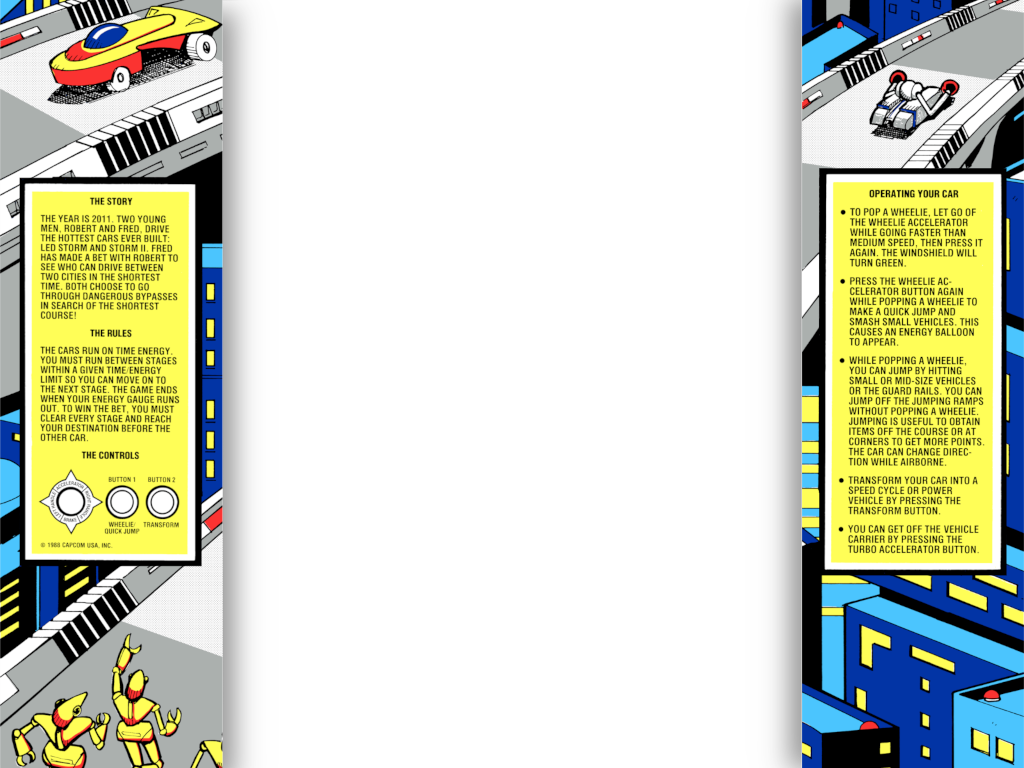 THE STORY
THE YEAR IS 2011. TWO YOUNG
MEN, ROBERT AND FRED, DRIVE
THE HOTTEST CARS EVER BUILT:
LED STORM AND STORM II. FRED
HAS MADE A BET WITH ROBERT TO
SEE WHO CAN DRIVE BETWEEN
TWO CITIES IN THE SHORTEST
TIME. BOTH CHOOSE TO GO
THROUGH DANGEROUS BYPASSES
IN SEARCH OF THE SHORTEST
COURSE!
THE RULES
THE CARS RUN ON TIME ENERGY.
YOU MUST RUN BETWEEN STAGES
WITHIN A GIVEN TIME/ENERGY
LIMIT SO YOU CAN MOVE ON TO
THE NEXT STAGE. THE GAME ENDS
WHEN YOUR ENERGY GAUGE RUNS
OUT. TO WIN THE BET, YOU MUST
CLEAR EVERY STAGE AND REACH
YOUR DESTINATION BEFORE THE
OTHER CAR.
THE CONTROLS
ACCELERATOR
BRAKE
BUTTON 1
WHEELIE/
QUICK JUMP
BUTTON 2
TRANSFORM
© 1988 CAPCOM USA, INC.
OPERATING YOUR CAR
• TO POP A WHEELIE, LET GO OF
THE WHEELIE ACCELERATOR
WHILE GOING FASTER THAN
MEDIUM SPEED, THEN PRESS IT
AGAIN. THE WINDSHIELD WILL
TURN GREEN.
• PRESS THE WHEELIE AC-
CELERATOR BUTTON AGAIN
WHILE POPPING A WHEELIE TO
MAKE A QUICK JUMP AND
SMASH SMALL VEHICLES. THIS
CAUSES AN ENERGY BALLOON
TO APPEAR.
• WHILE POPPING A WHEELIE,
YOU CAN JUMP BY HITTING
SMALL OR MID-SIZE VEHICLES
OR THE GUARD RAILS. YOU CAN
JUMP OFF THE JUMPING RAMPS
WITHOUT POPPING A WHEELIE.
JUMPING IS USEFUL TO OBTAIN
ITEMS OFF THE COURSE OR AT
CORNERS TO GET MORE POINTS.
THE CAR CAN CHANGE DIREC-
TION WHILE AIRBORNE.
• TRANSFORM YOUR CAR INTO A
SPEED CYCLE OR POWER
VEHICLE BY PRESSING THE
TRANSFORM BUTTON.
• YOU CAN GET OFF THE VEHICLE
CARRIER BY PRESSING THE
TURBO ACCELERATOR BUTTON.